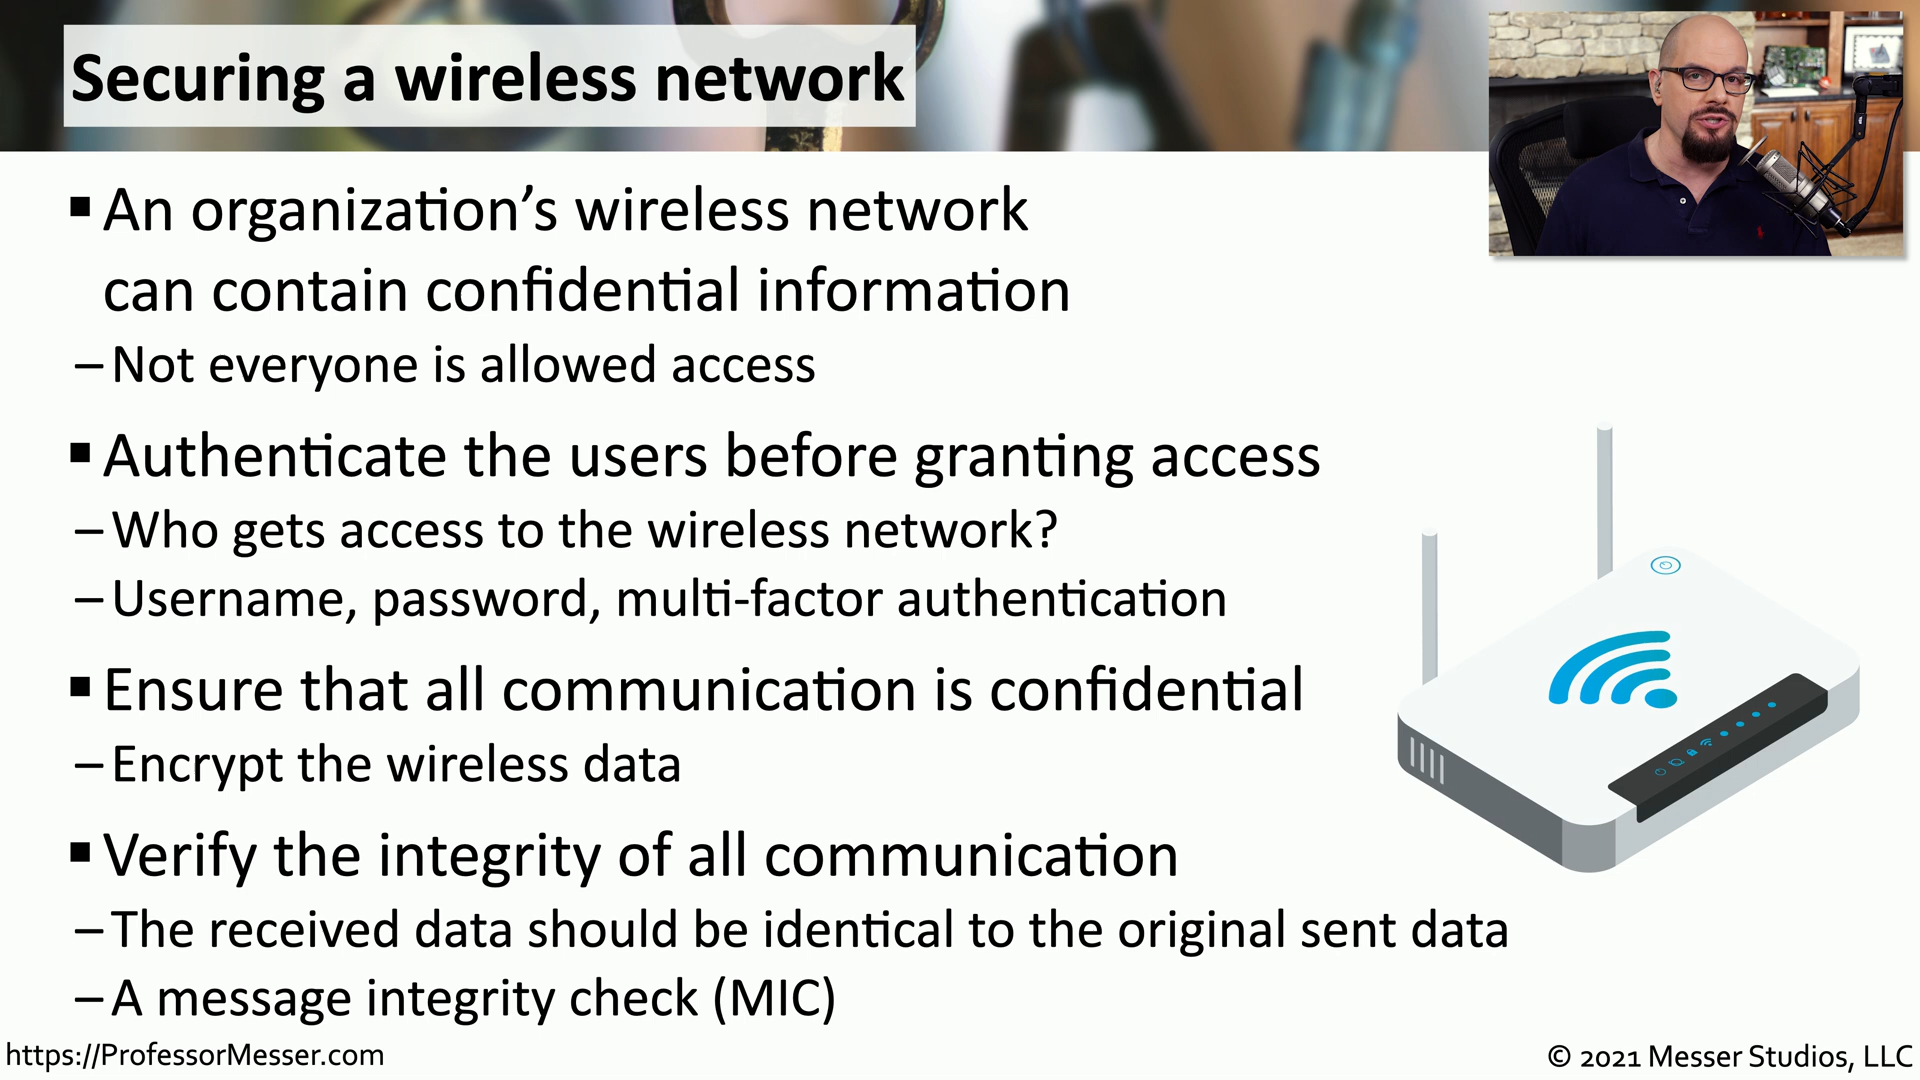 Securing a wireless network
▪ An organization’s wireless network
can contain confidential information
– Not everyone is allowed access
▪ Authenticate the users before granting access
– Who gets access to the wireless network?
– Username, password, multi-factor authentication
▪ Ensure that all communication is confidential
– Encrypt the wireless data
▪ Verify the integrity of all communication
– The received data should be identical to the original sent data
– A message integrity check (MIC)
https://ProfessorMesser.com
© 2021 Messer Studios, LLC